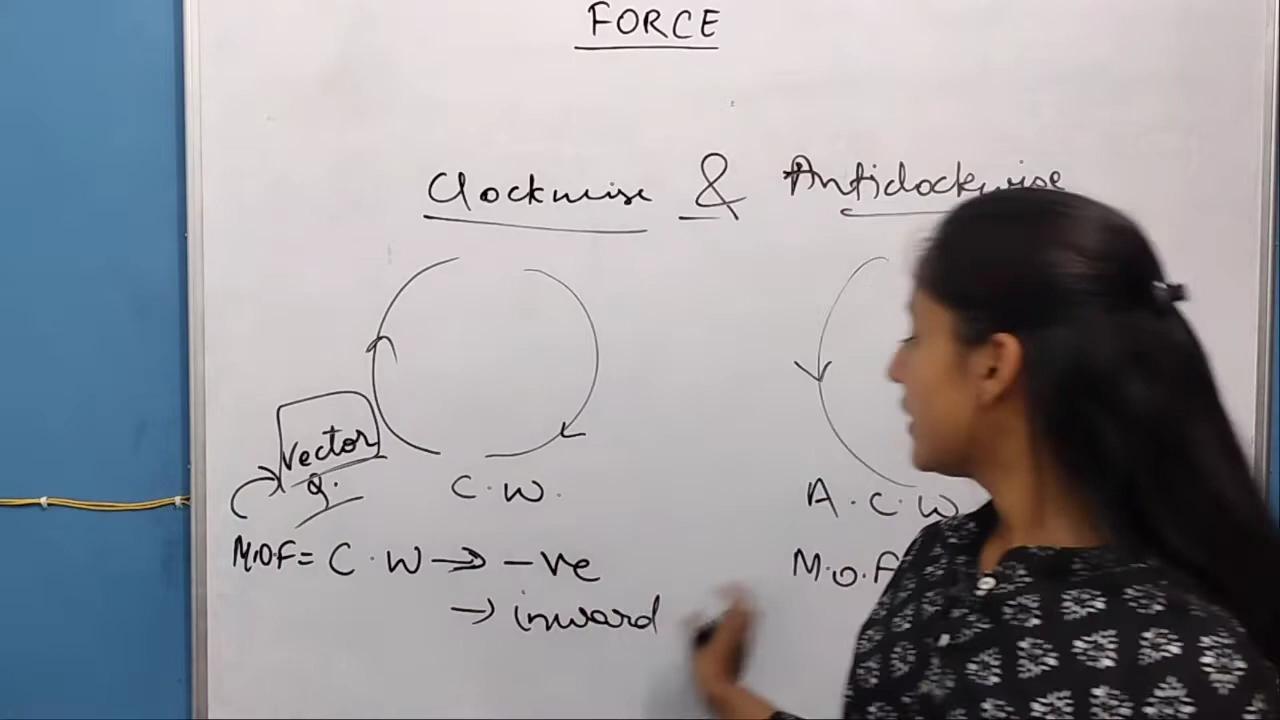 FORCE
Clockwise & Anticlockwise
Vector
q.
C.W.
A.C.W
M.O.F = C.W → -ve
M.O.F
→ inward